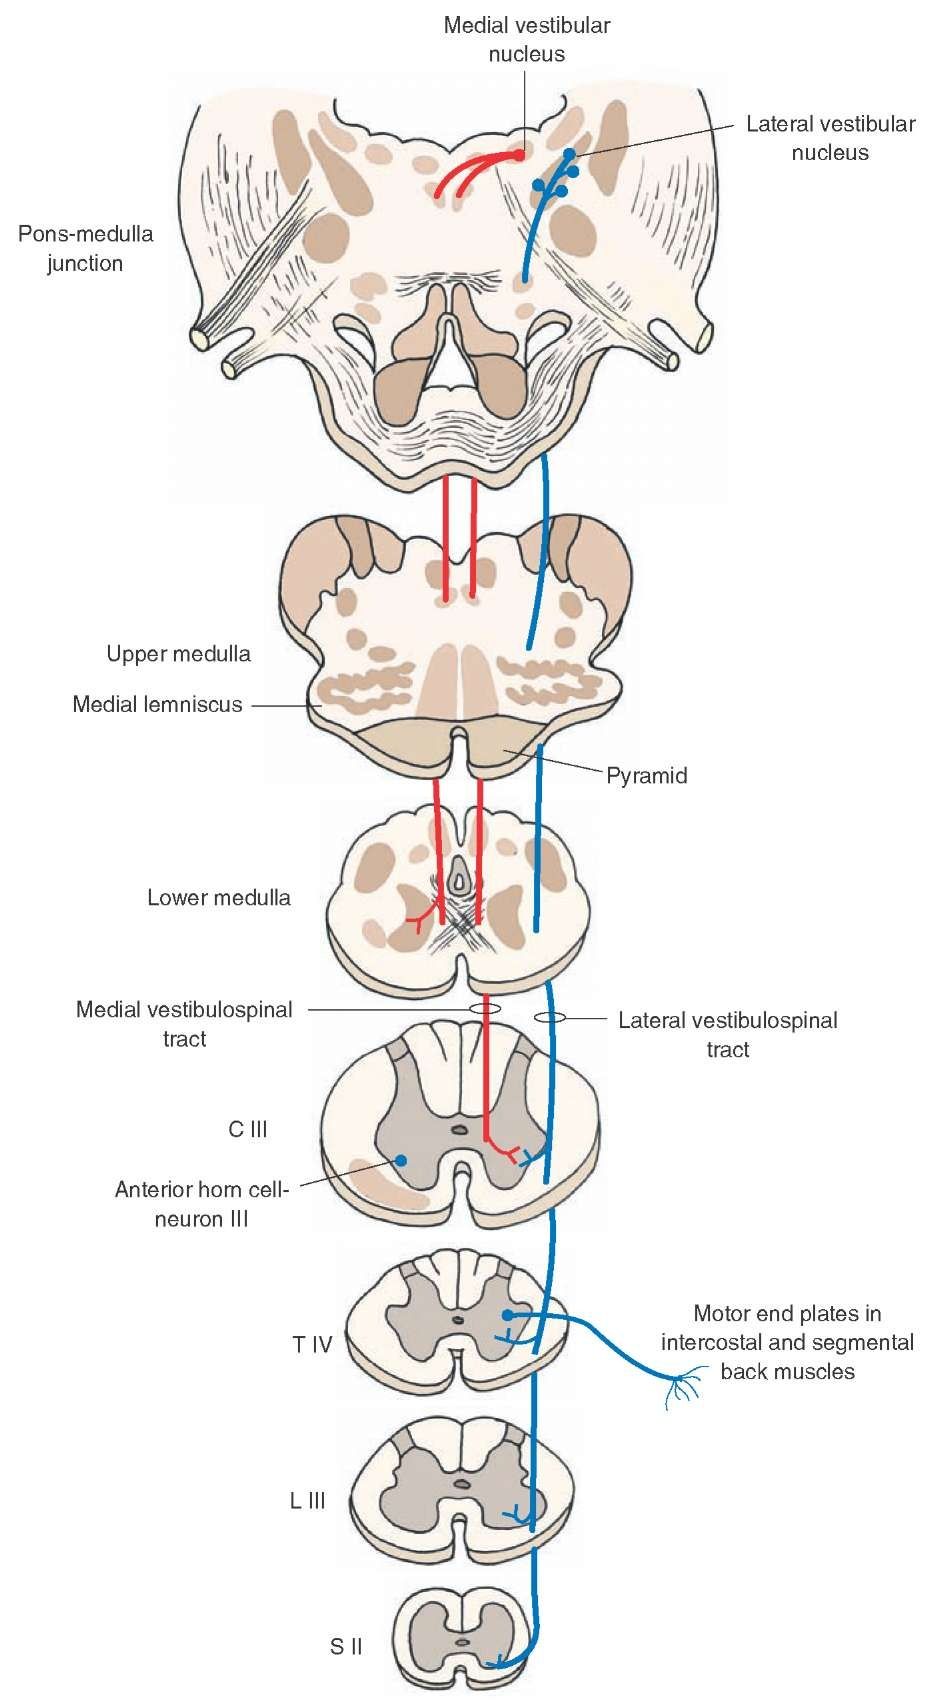 Medial vestibular
nucleus
Lateral vestibular
nucleus
Pons-medulla
junction
Upper medulla
Medial lemniscus
Pyramid
Lower medulla
Medial vestibulospinal
tract
Lateral vestibulospinal
tract
C III
Anterior horn cell-
neuron III
T IV
Motor end plates in
intercostal and segmental
back muscles
L III
S II